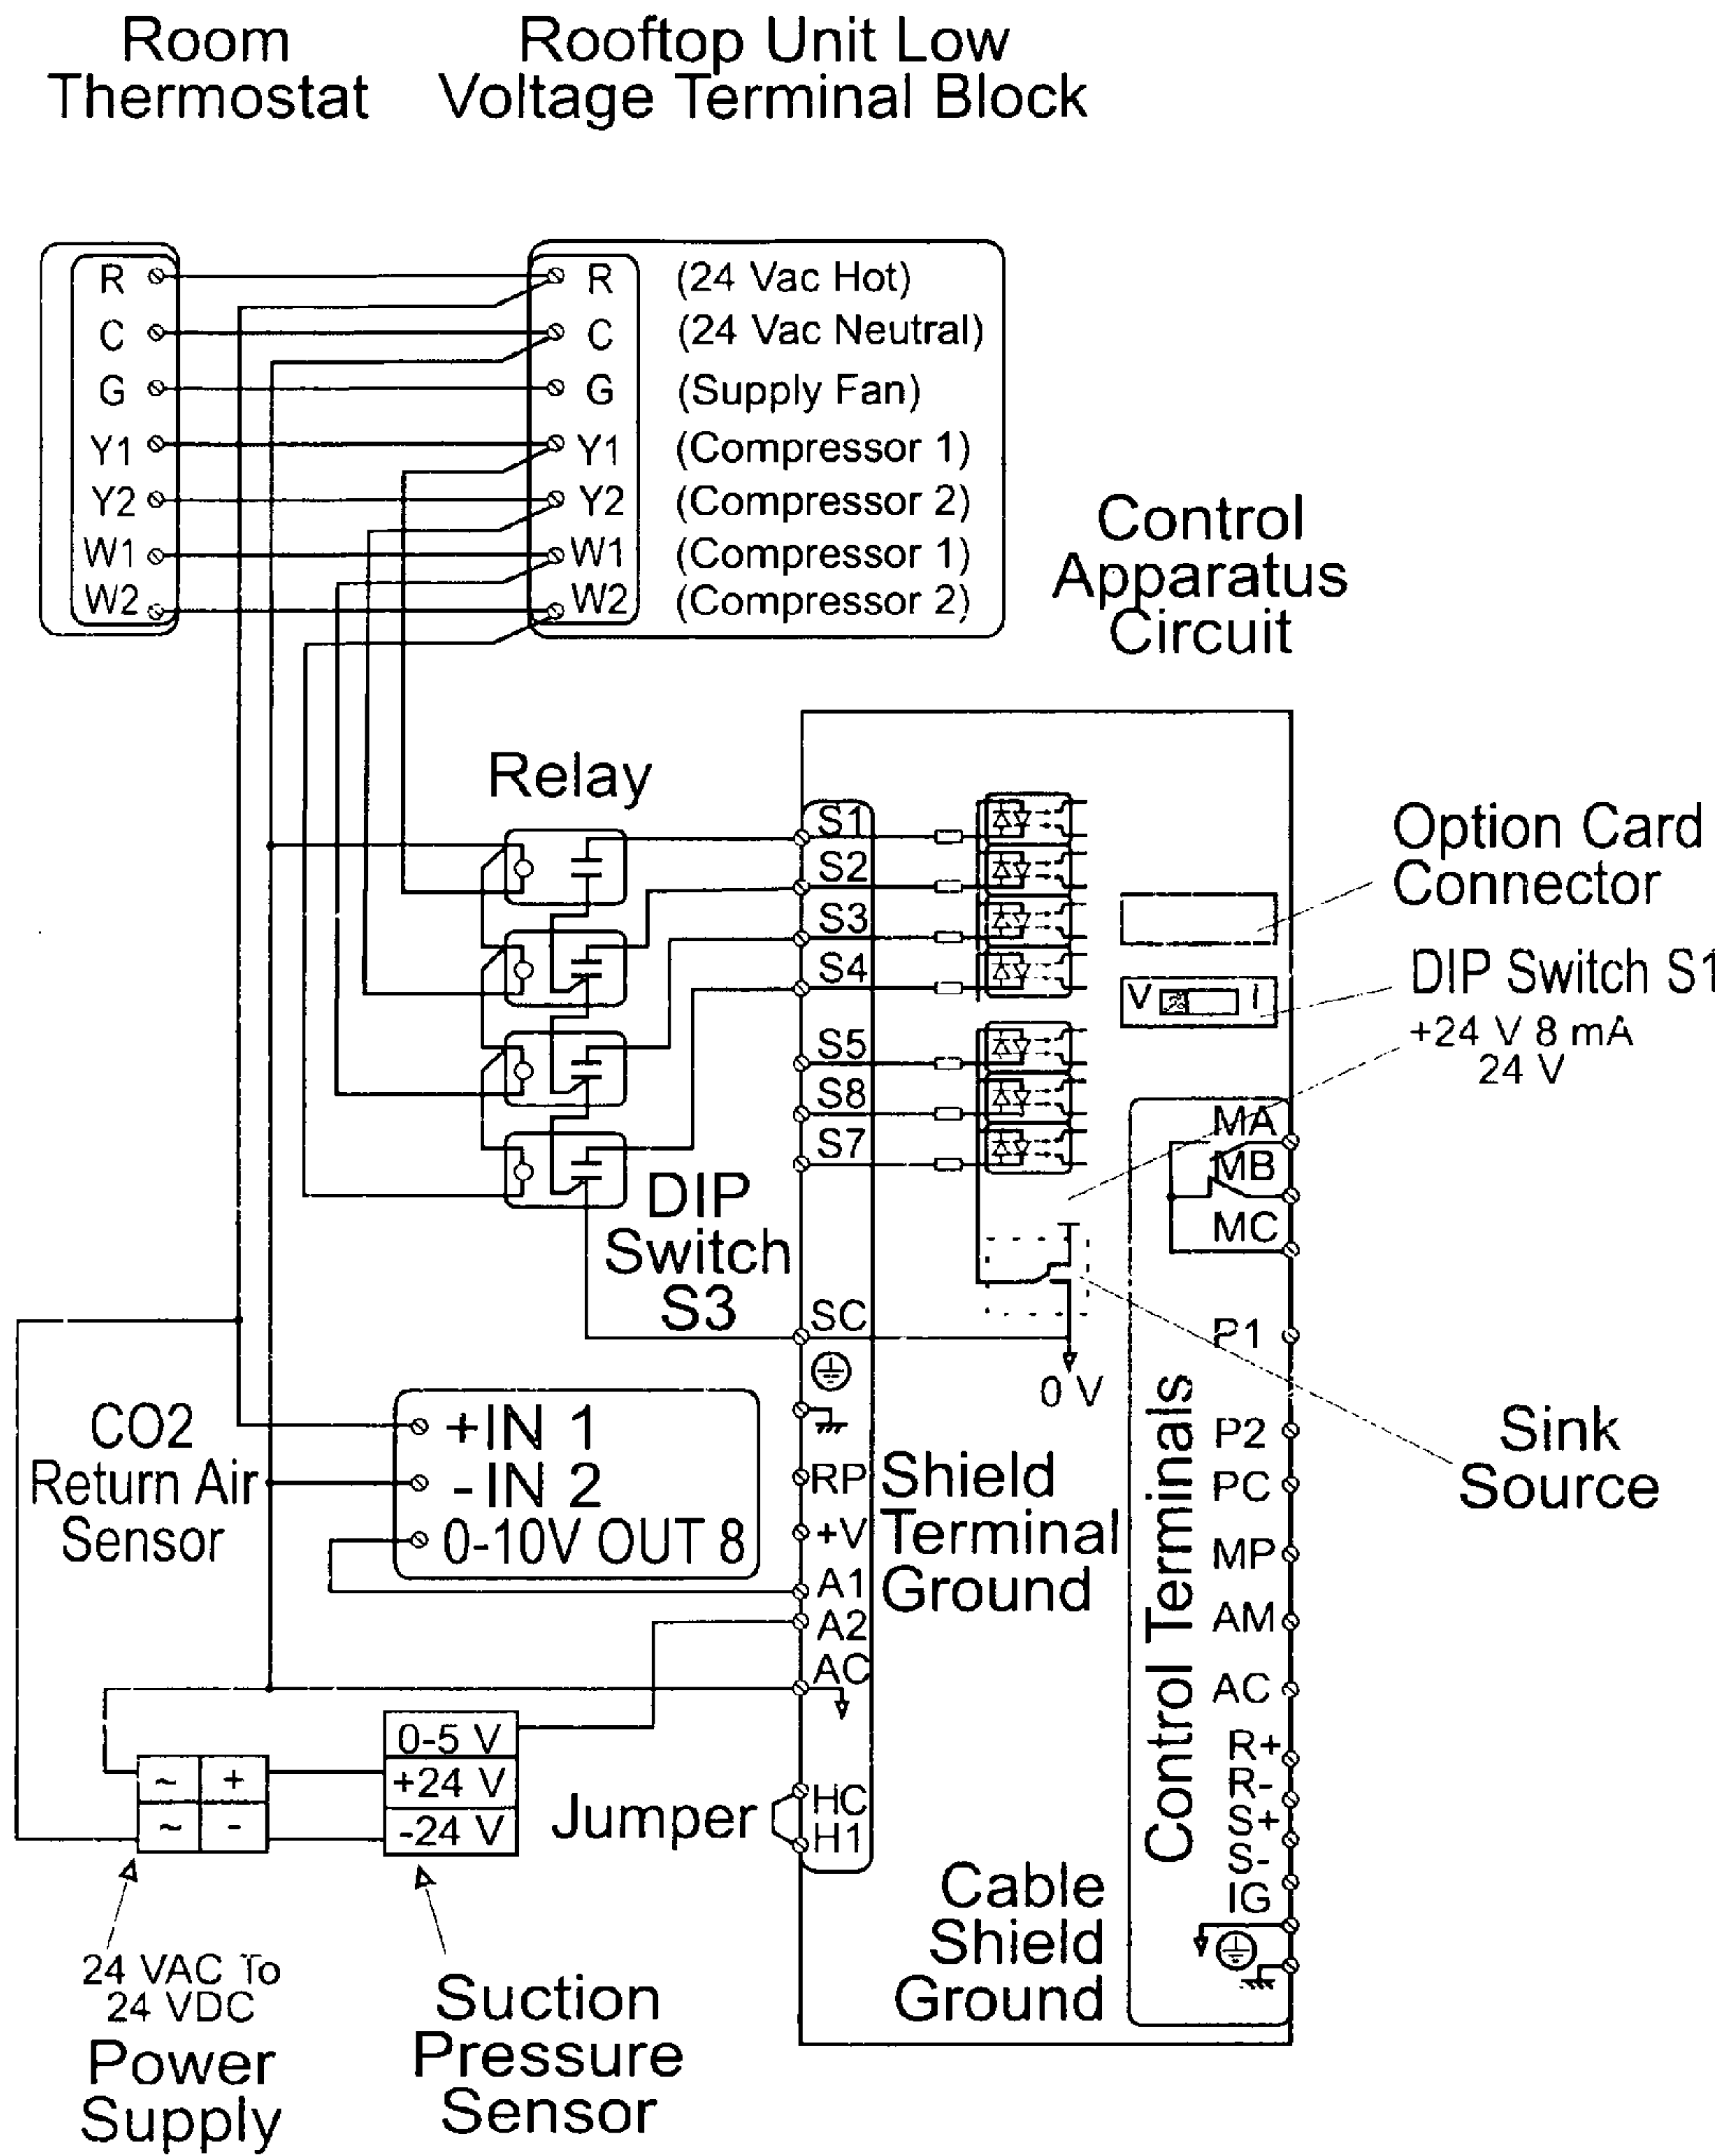 Room
Thermostat
Rooftop Unit Low
Voltage Terminal Block
R
C
G
Y1
Y2
W1
W2
R (24 Vac Hot)
C (24 Vac Neutral)
G (Supply Fan)
Y1 (Compressor 1)
Y2 (Compressor 2)
W1 (Compressor 1)
W2 (Compressor 2)
Control
Apparatus
Circuit
Relay
S1
S2
S3
S4
S5
S8
S7
Option Card
Connector
V I
DIP Switch S1
+24 V 8 mA
24 V
DIP
Switch
S3
SC
0 V
MA
MB
MC
P1
P2
PC
MP
AM
AC
R+
R-
S+
S-
IG
Control Terminals
Sink
Source
CO2
Return Air
Sensor
+IN 1
-IN 2
0-10V OUT 8
RP
+V
A1
A2
AC
Shield
Terminal
Ground
HC
H1
Jumper
0-5 V
+24 V
-24 V
~ +
~ -
24 VAC To
24 VDC
Power
Supply
Suction
Pressure
Sensor
Cable
Shield
Ground